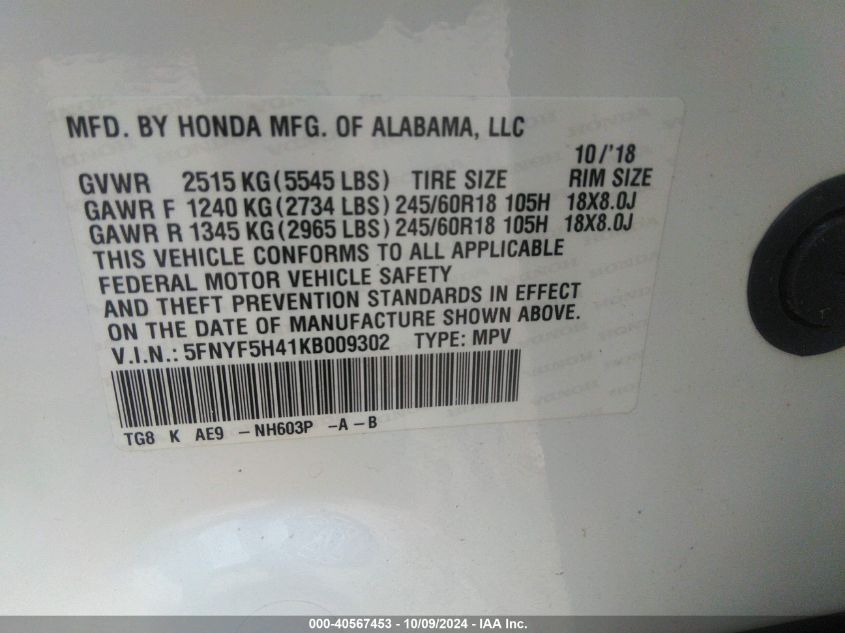 MFD. BY HONDA MFG. OF ALABAMA, LLC
10/'18
GVWR 2515 KG (5545 LBS) TIRE SIZE RIM SIZE
GAWR F 1240 KG (2734 LBS) 245/60R18 105H 18X8.0J
GAWR R 1345 KG (2965 LBS) 245/60R18 105H 18X8.0J
THIS VEHICLE CONFORMS TO ALL APPLICABLE
FEDERAL MOTOR VEHICLE SAFETY
AND THEFT PREVENTION STANDARDS IN EFFECT
ON THE DATE OF MANUFACTURE SHOWN ABOVE.
V.I.N.: 5FNYF5H41KB009302 TYPE: MPV
TG8 K AE9 -NH603P -A -B
000-40567453 - 10/09/2024 - IAA Inc.